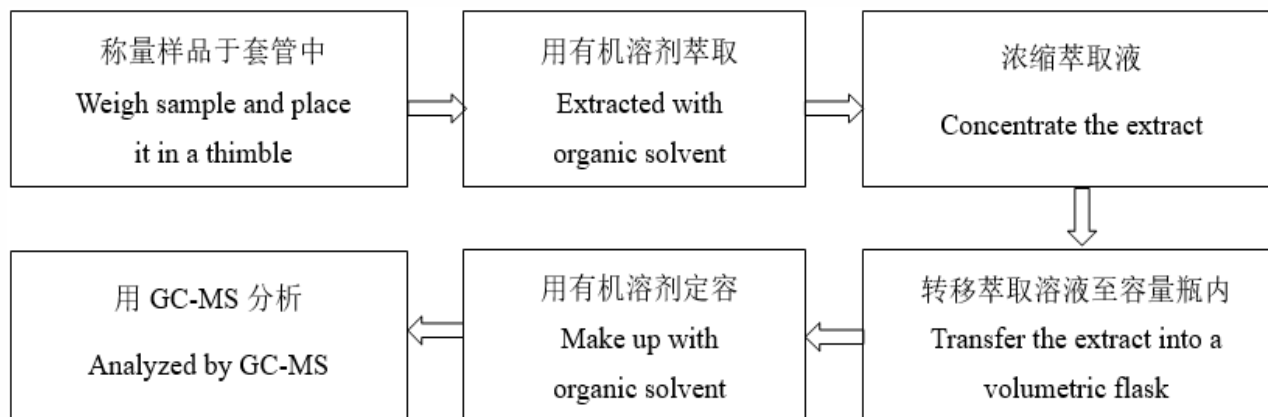 称量样品于套管中
Weigh sample and place
it in a thimble
用有机溶剂萃取
Extracted with
organic solvent
浓缩萃取液
Concentrate the extract
转移萃取溶液至容量瓶内
Transfer the extract into a
volumetric flask
用有机溶剂定容
Make up with
organic solvent
用 GC-MS 分析
Analyzed by GC-MS